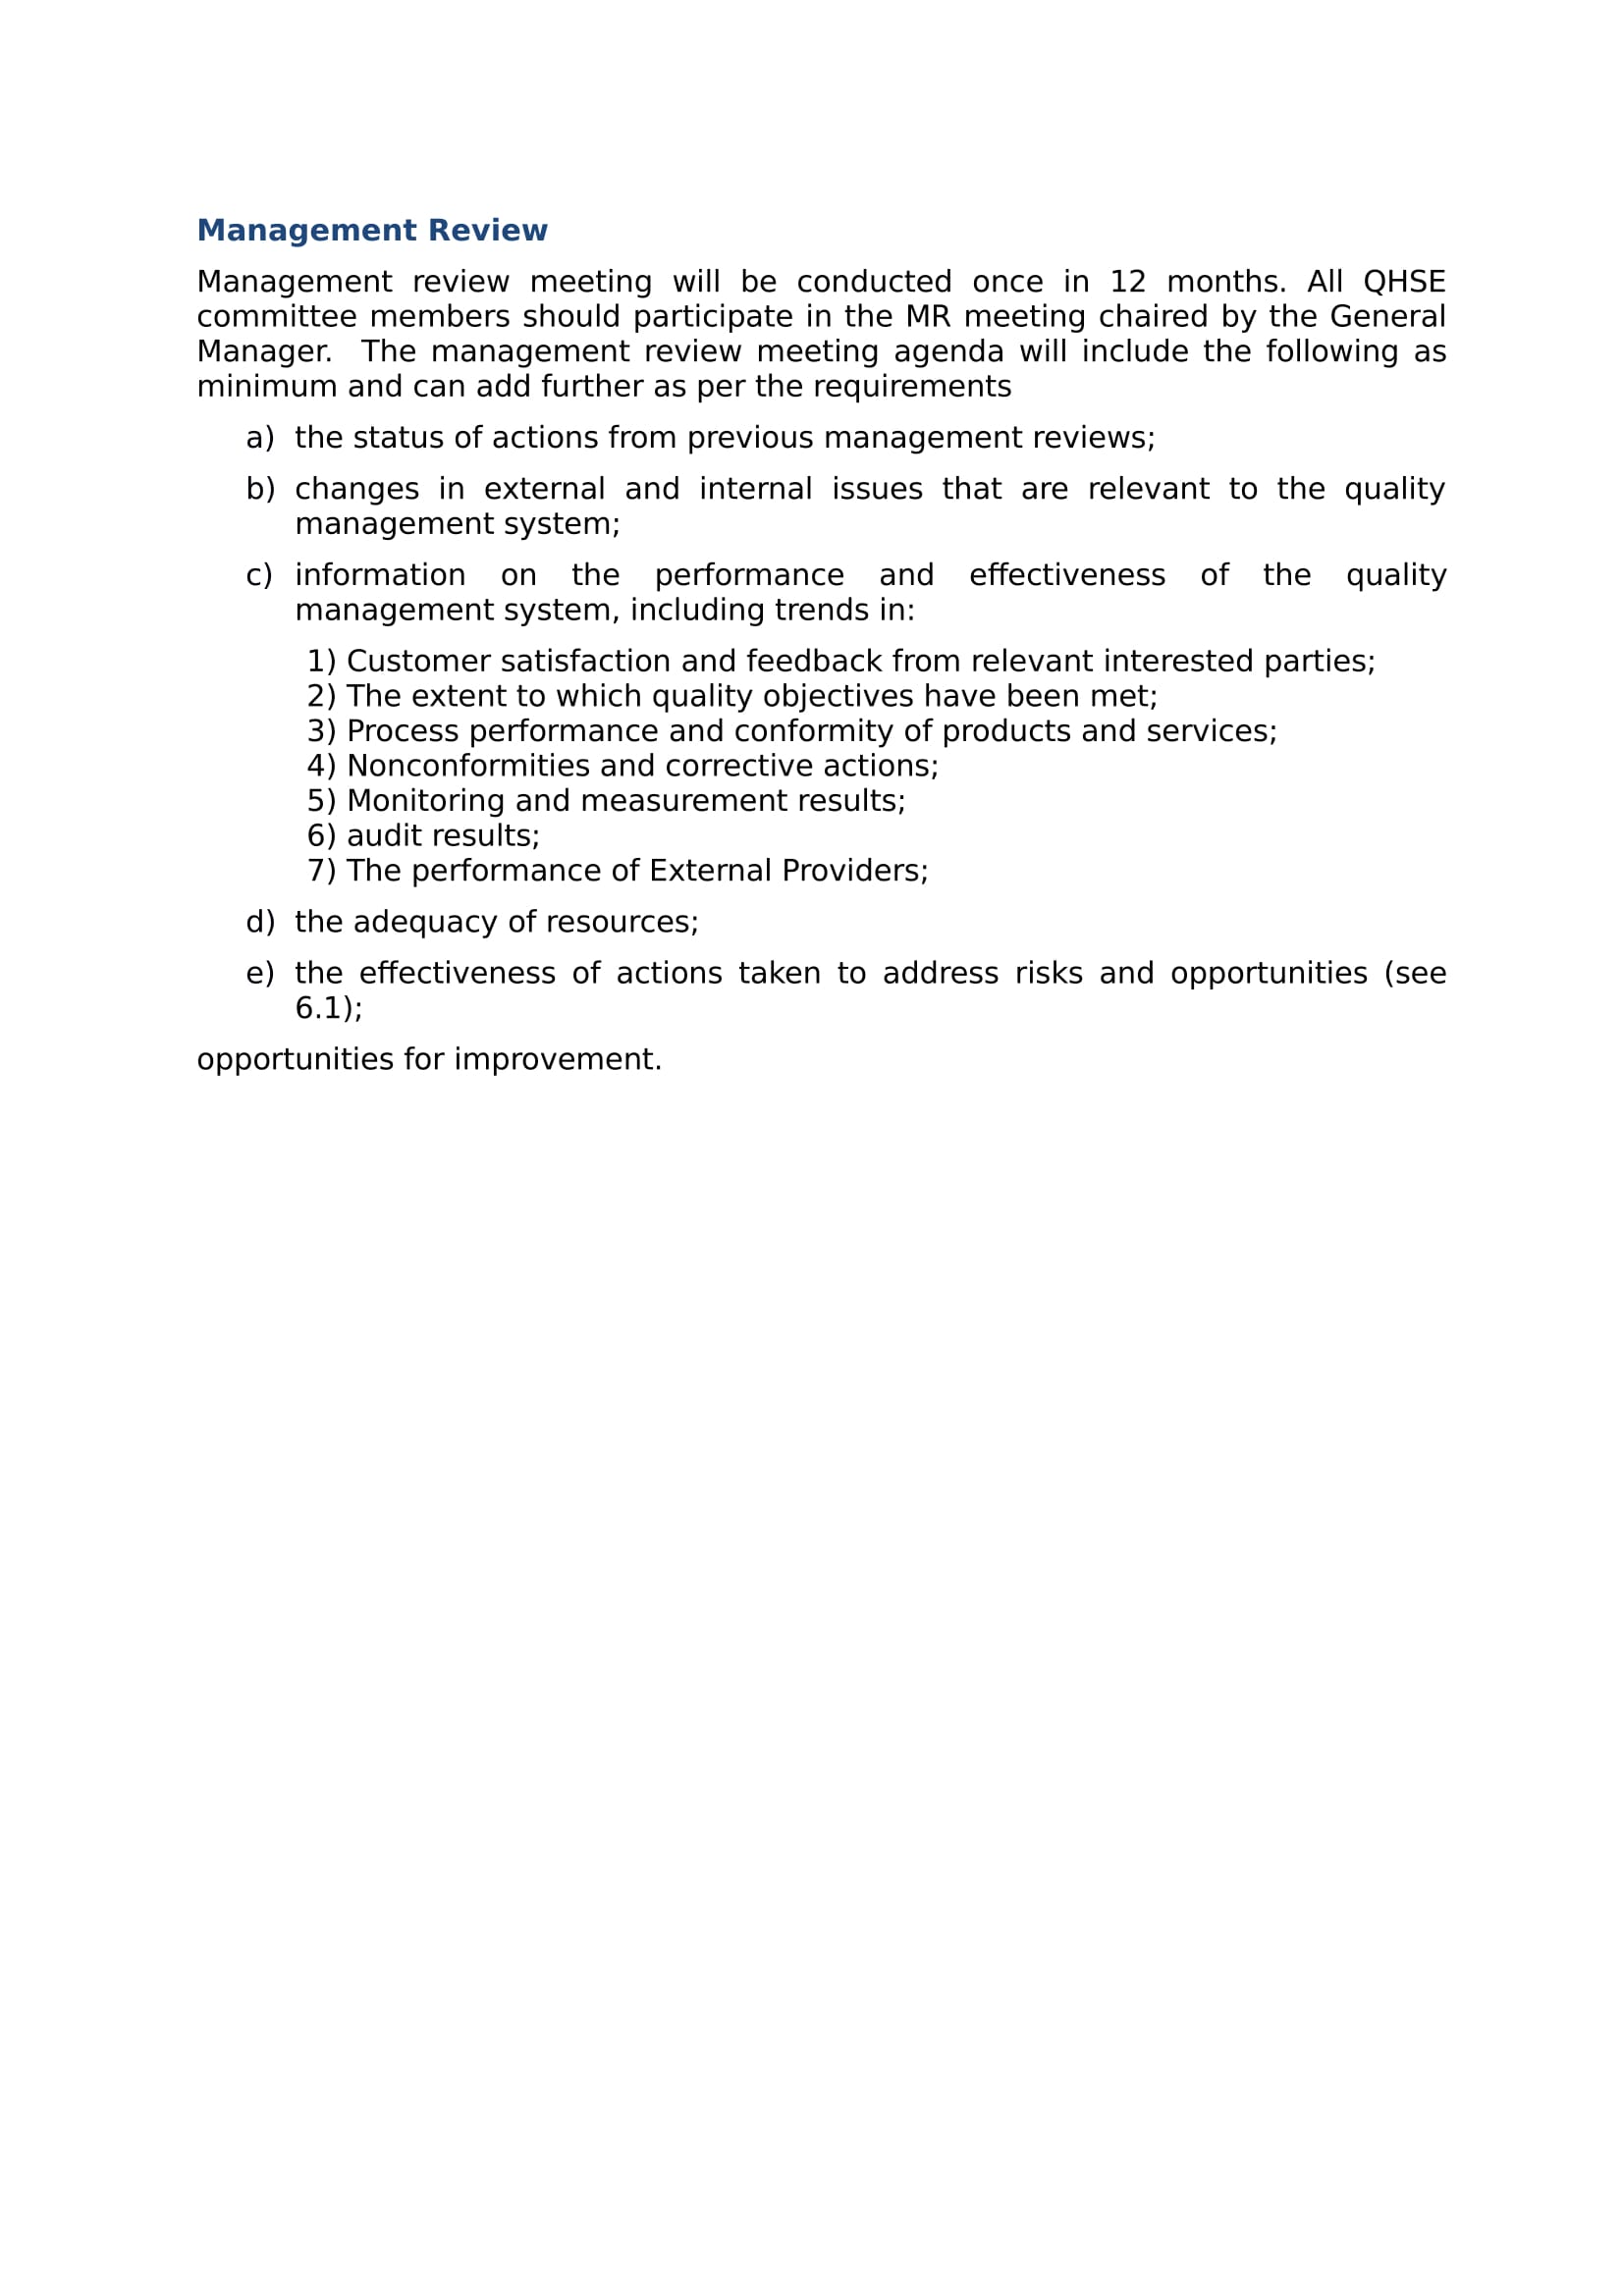 Management Review
Management review meeting will be conducted once in 12 months. All QHSE
committee members should participate in the MR meeting chaired by the General
Manager.  The management review meeting agenda will include the following as
minimum and can add further as per the requirements
a) the status of actions from previous management reviews;
b) changes in external and internal issues that are relevant to the quality
management system;
c) information on the performance and effectiveness of the quality
management system, including trends in:
1) Customer satisfaction and feedback from relevant interested parties;
2) The extent to which quality objectives have been met;
3) Process performance and conformity of products and services;
4) Nonconformities and corrective actions;
5) Monitoring and measurement results;
6) audit results;
7) The performance of External Providers;
d) the adequacy of resources;
e) the effectiveness of actions taken to address risks and opportunities (see
6.1);
opportunities for improvement.